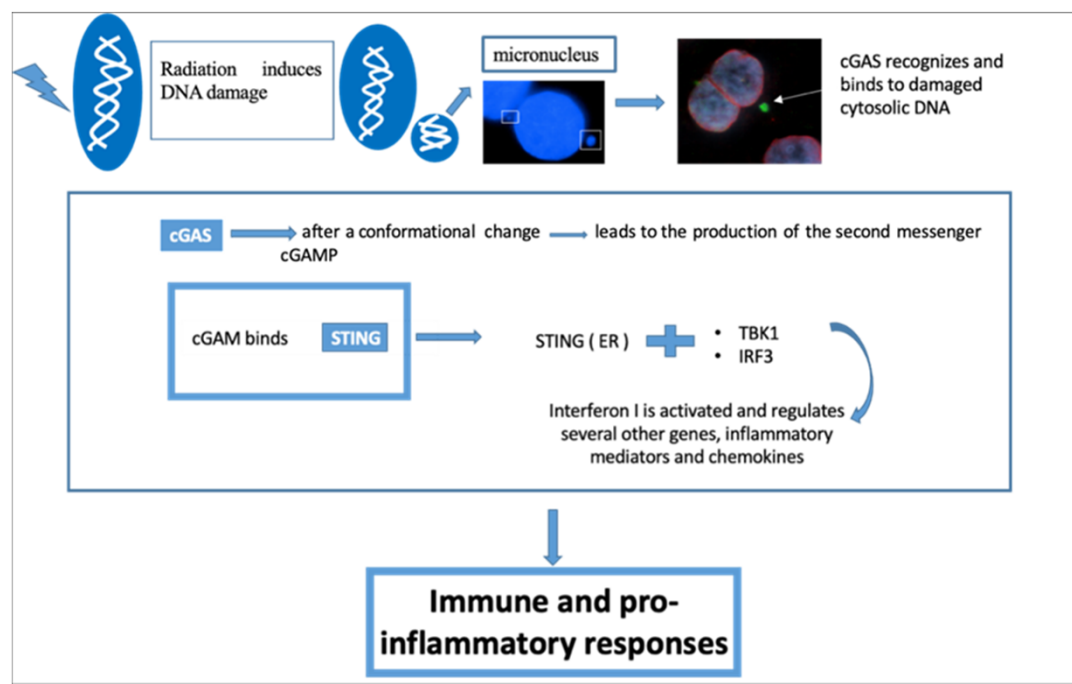 Radiation induces
DNA damage
micronucleus
cGAS recognizes and
binds to damaged
cytosolic DNA
cGAS after a conformational change leads to the production of the second messenger
cGAMP
cGAM binds STING
STING ( ER )
• TBK1
• IRF3
Interferon I is activated and regulates
several other genes, inflammatory
mediators and chemokines
Immune and pro-
inflammatory responses